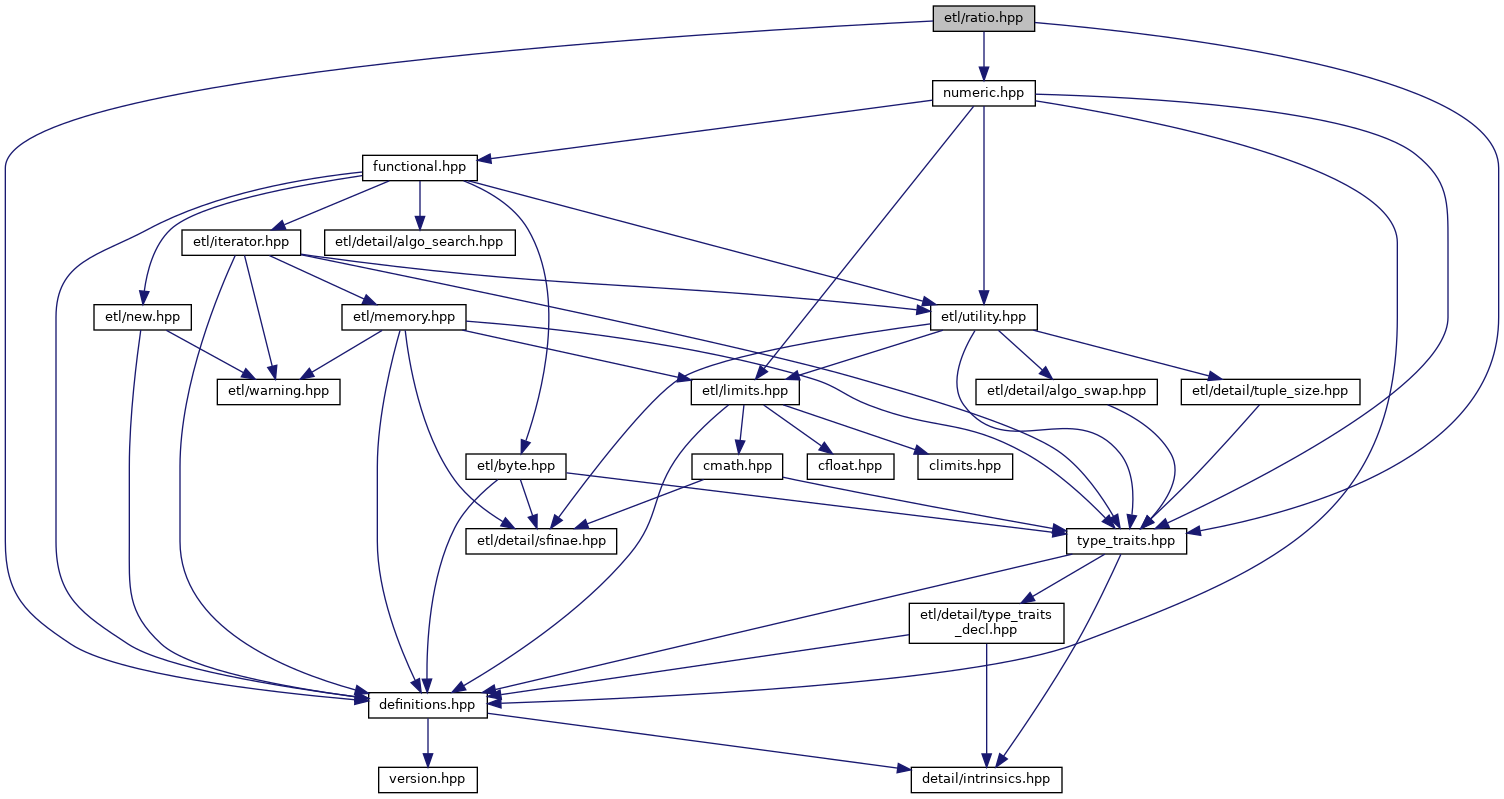 etl/ratio.hpp
numeric.hpp
functional.hpp
etl/iterator.hpp
etl/detail/algo_search.hpp
etl/new.hpp
etl/memory.hpp
etl/utility.hpp
etl/warning.hpp
etl/limits.hpp
etl/detail/algo_swap.hpp
etl/detail/tuple_size.hpp
etl/byte.hpp
cmath.hpp
cfloat.hpp
climits.hpp
etl/detail/sfinae.hpp
type_traits.hpp
etl/detail/type_traits
_decl.hpp
definitions.hpp
version.hpp
detail/intrinsics.hpp